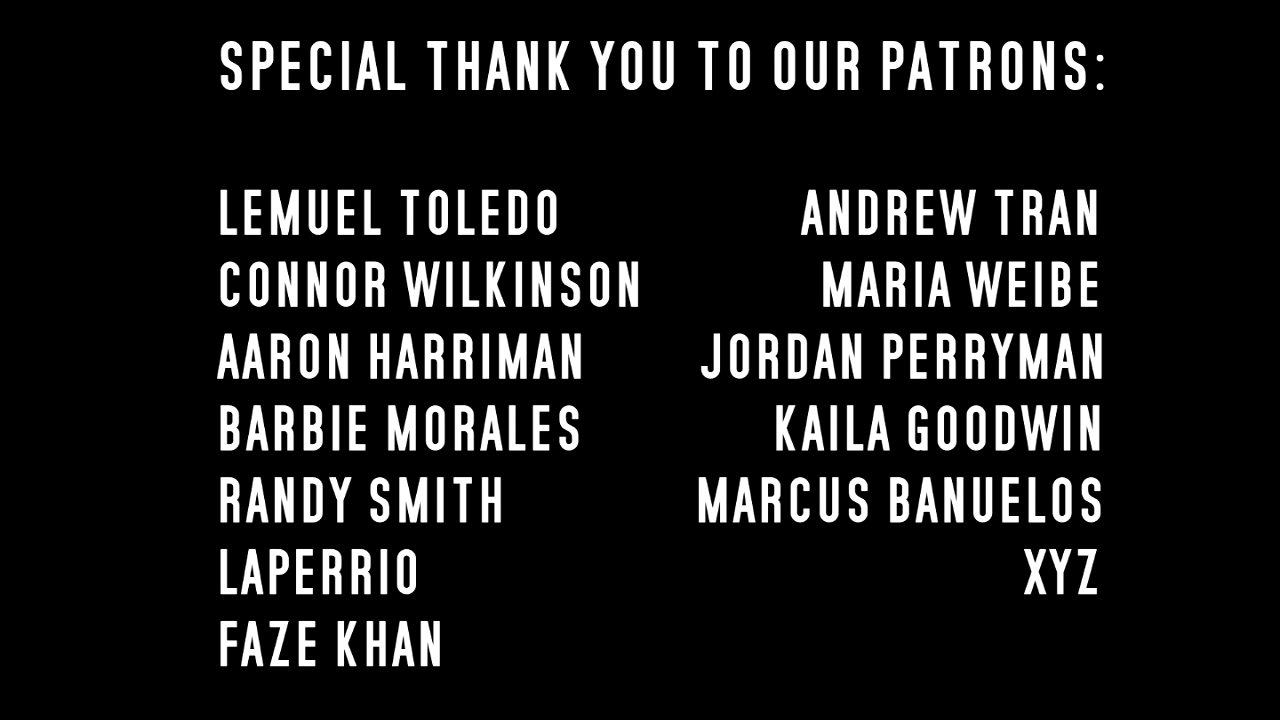 SPECIAL THANK YOU TO OUR PATRONS:
LEMUEL TOLEDO
CONNOR WILKINSON
AARON HARRIMAN
BARBIE MORALES
RANDY SMITH
LAPERRIO
FAZE KHAN
ANDREW TRAN
MARIA WEIBE
JORDAN PERRYMAN
KAILA GOODWIN
MARCUS BANUELOS
XYZ